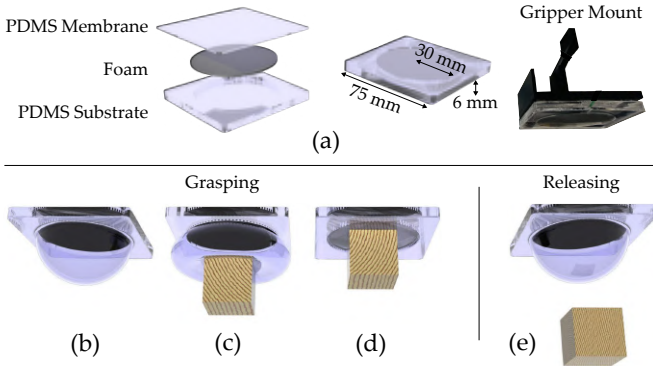 PDMS Membrane
Foam
PDMS Substrate
30 mm
75 mm
6 mm
Gripper Mount
(a)
Grasping
Releasing
(b)
(c)
(d)
(e)